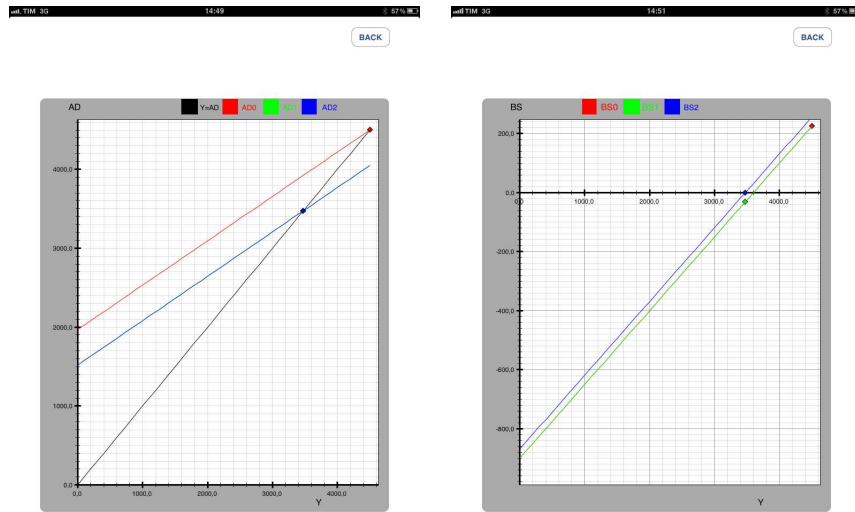 TIM 3G 14:49 57%
BACK
AD Y=AD AD0 AD1 AD2
4000,0
3000,0
2000,0
1000,0
0,0
0,0 1000,0 2000,0 3000,0 4000,0
Y
TIM 3G 14:51 57%
BACK
BS BS0 BS1 BS2
200,0
0,0
0,0 1000,0 2000,0 3000,0 4000,0
-200,0
-400,0
-600,0
-800,0
Y